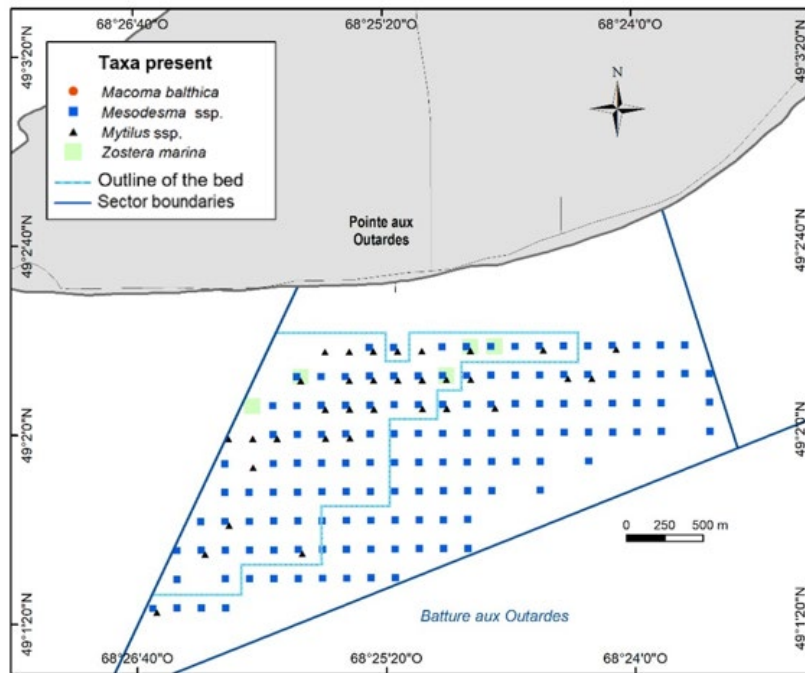 68°26'40"O 68°25'20"O 68°24'0"O
49°3'20"N 49°3'20"N
Taxa present
Macoma balthica
Mesodesma ssp.
Mytilus ssp.
Zostera marina
Outline of the bed
Sector boundaries
N
Pointe aux
Outardes
49°2'40"N 49°2'40"N
49°2'0"N 49°2'0"N
0 250 500 m
Batture aux Outardes
49°1'20"N 49°1'20"N
68°26'40"O 68°25'20"O 68°24'0"O